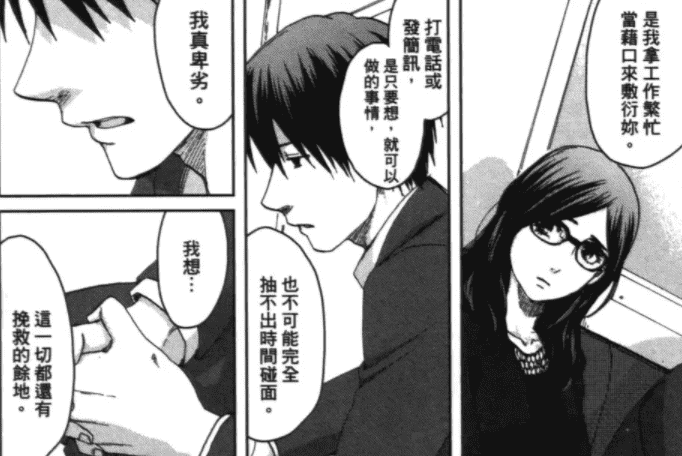 是我拿工作繁忙
當藉口來敷衍妳。
打電話或
發簡訊，
是只要想，就可以
做的事情，
也不可能完全
抽不出時間碰面。
我真卑劣。
我想…
這一切都還有
挽救的餘地。